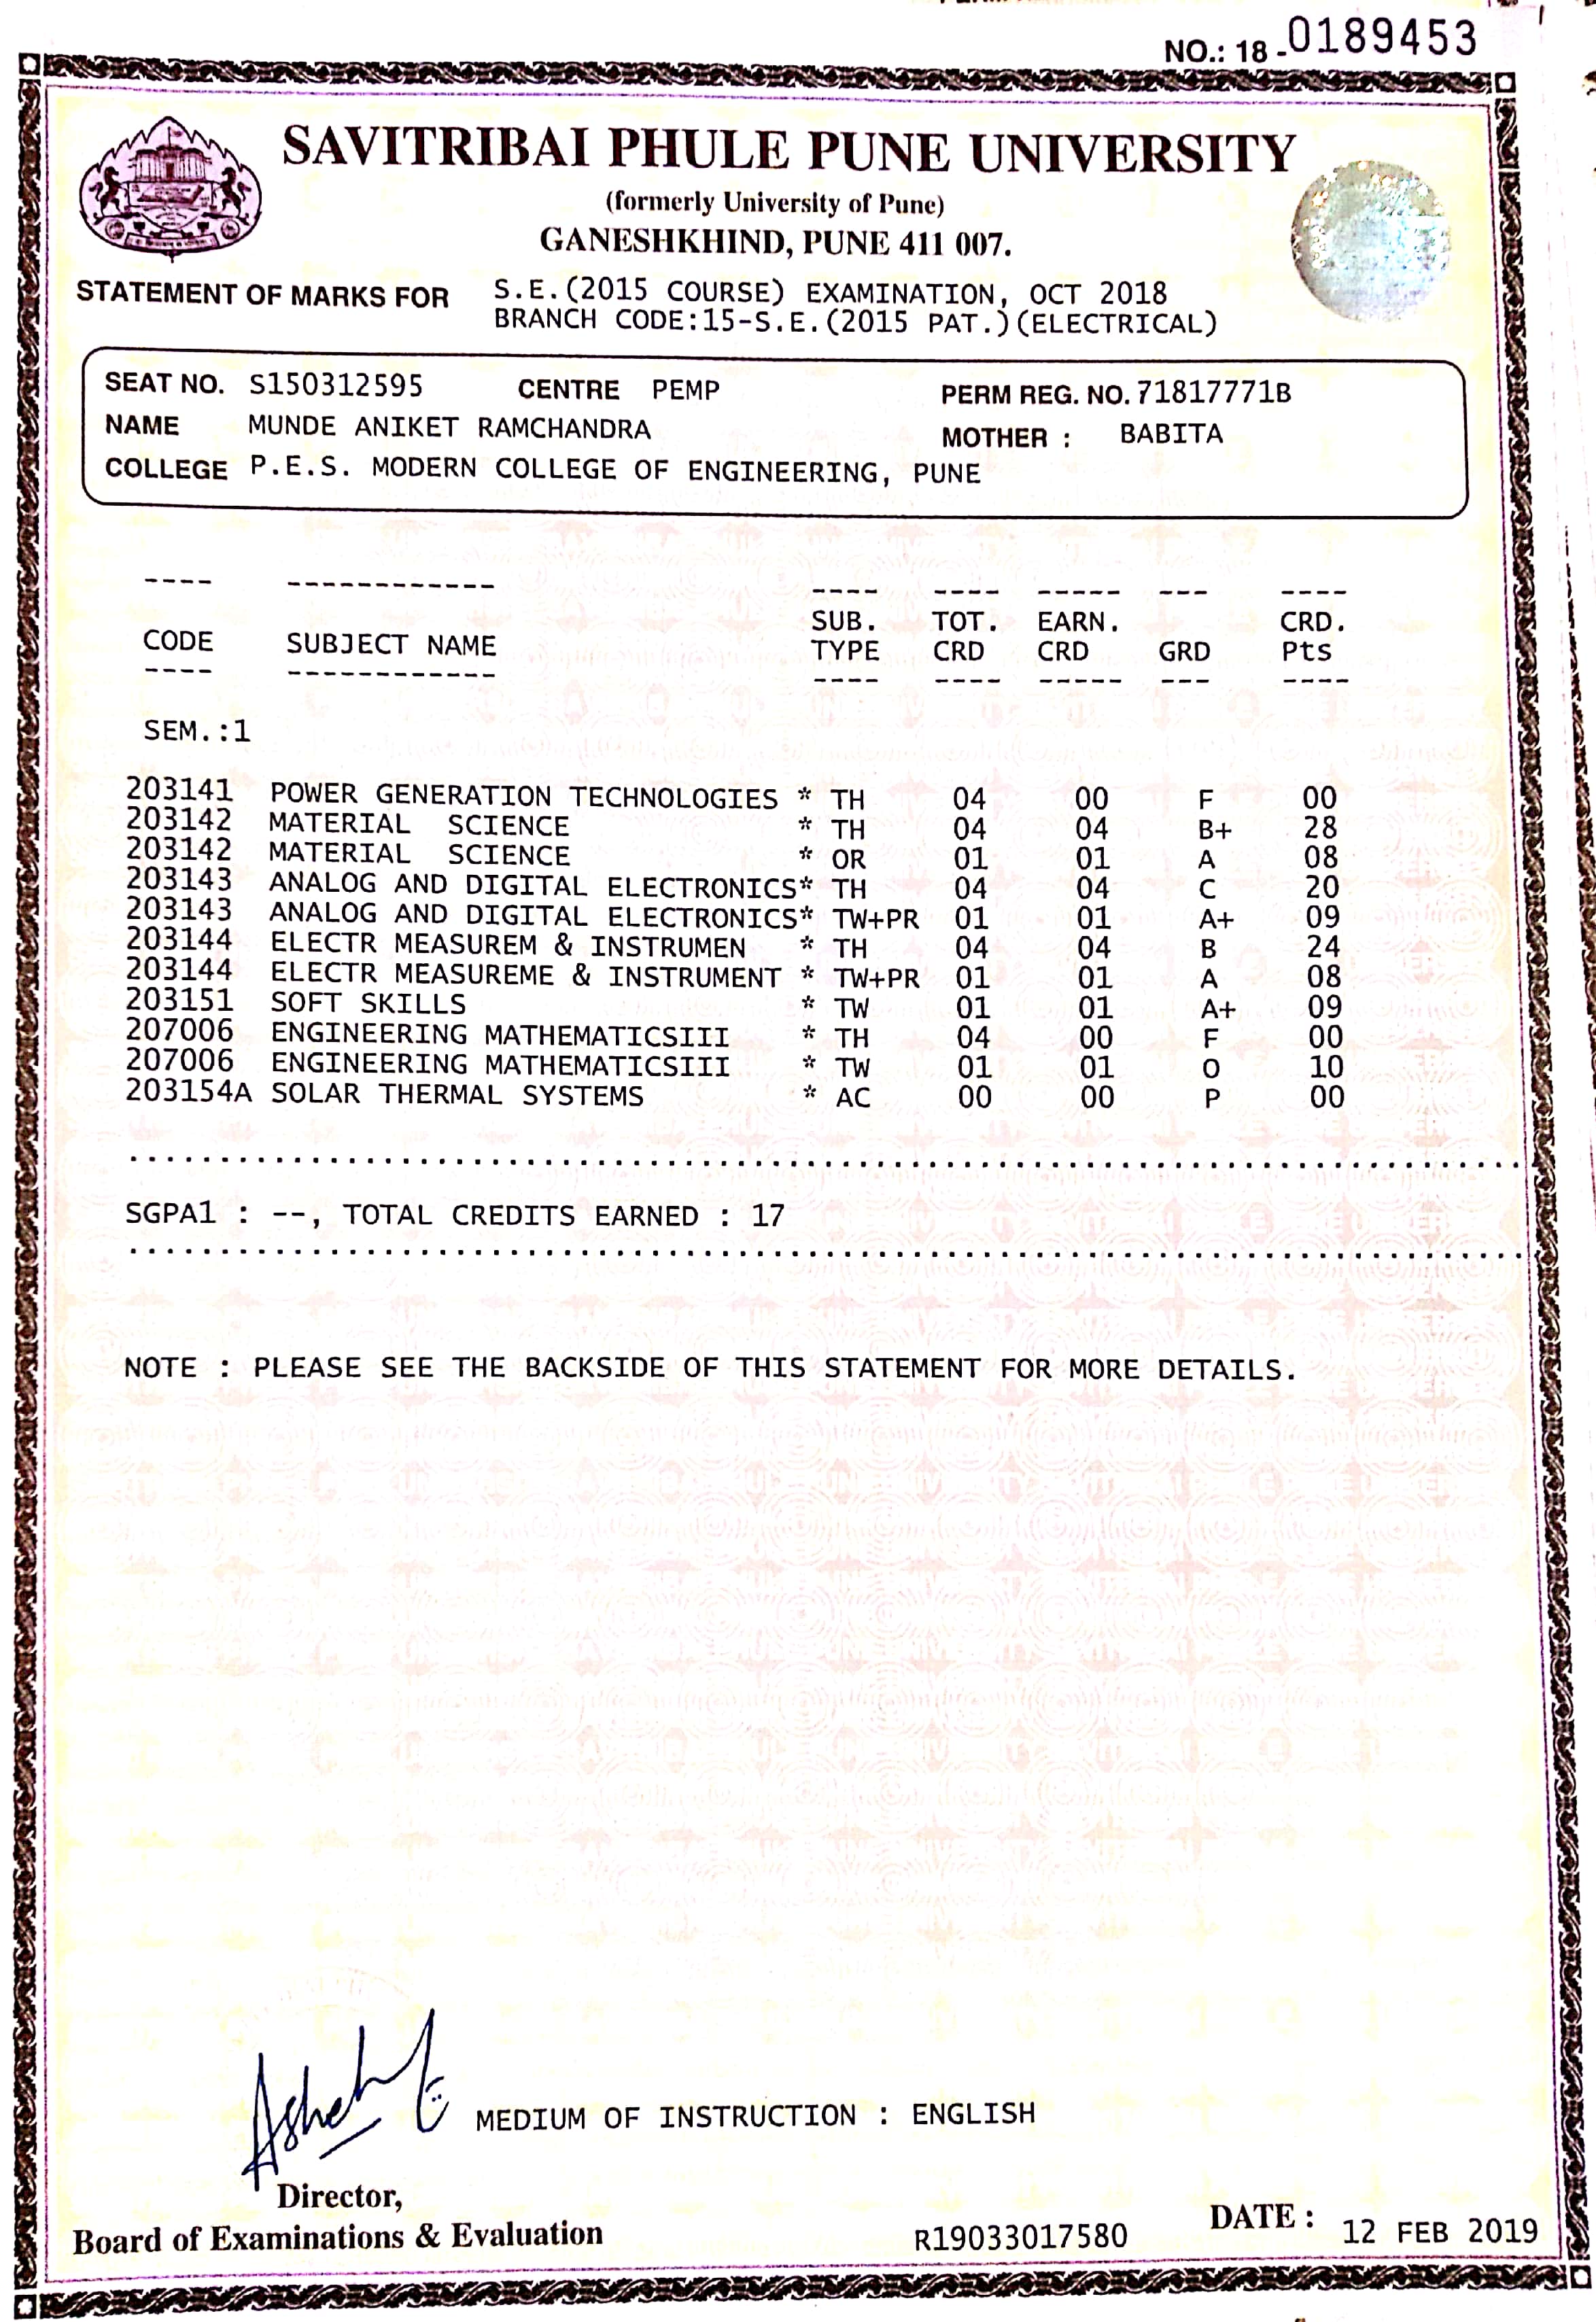 NO.: 18-0189453
SAVITRIBAI PHULE PUNE UNIVERSITY
(formerly University of Pune)
GANESHKHIND, PUNE 411 007.
STATEMENT OF MARKS FOR S.E.(2015 COURSE) EXAMINATION, OCT 2018
BRANCH CODE:15-S.E.(2015 PAT.)(ELECTRICAL)
SEAT NO. S150312595 CENTRE PEMP PERM REG. NO. 71817771B
NAME MUNDE ANIKET RAMCHANDRA MOTHER : BABITA
COLLEGE P.E.S. MODERN COLLEGE OF ENGINEERING, PUNE
CODE SUBJECT NAME SUB. TYPE TOT. CRD EARN. CRD GRD CRD. Pts
SEM.:1
203141 POWER GENERATION TECHNOLOGIES * TH 04 00 F 00
203142 MATERIAL SCIENCE * TH 04 04 B+ 28
203142 MATERIAL SCIENCE * OR 01 01 A 08
203143 ANALOG AND DIGITAL ELECTRONICS* TH 04 04 C 20
203143 ANALOG AND DIGITAL ELECTRONICS* TW+PR 01 01 A+ 09
203144 ELECTR MEASUREM & INSTRUMEN * TH 04 04 B 24
203144 ELECTR MEASUREME & INSTRUMENT * TW+PR 01 01 A 08
203151 SOFT SKILLS * TW 01 01 A+ 09
207006 ENGINEERING MATHEMATICSIII * TH 04 00 F 00
207006 ENGINEERING MATHEMATICSIII * TW 01 01 O 10
203154A SOLAR THERMAL SYSTEMS * AC 00 00 P 00
SGPA1 : --, TOTAL CREDITS EARNED : 17
NOTE : PLEASE SEE THE BACKSIDE OF THIS STATEMENT FOR MORE DETAILS.
MEDIUM OF INSTRUCTION : ENGLISH
Director,
Board of Examinations & Evaluation
R19033017580
DATE : 12 FEB 2019